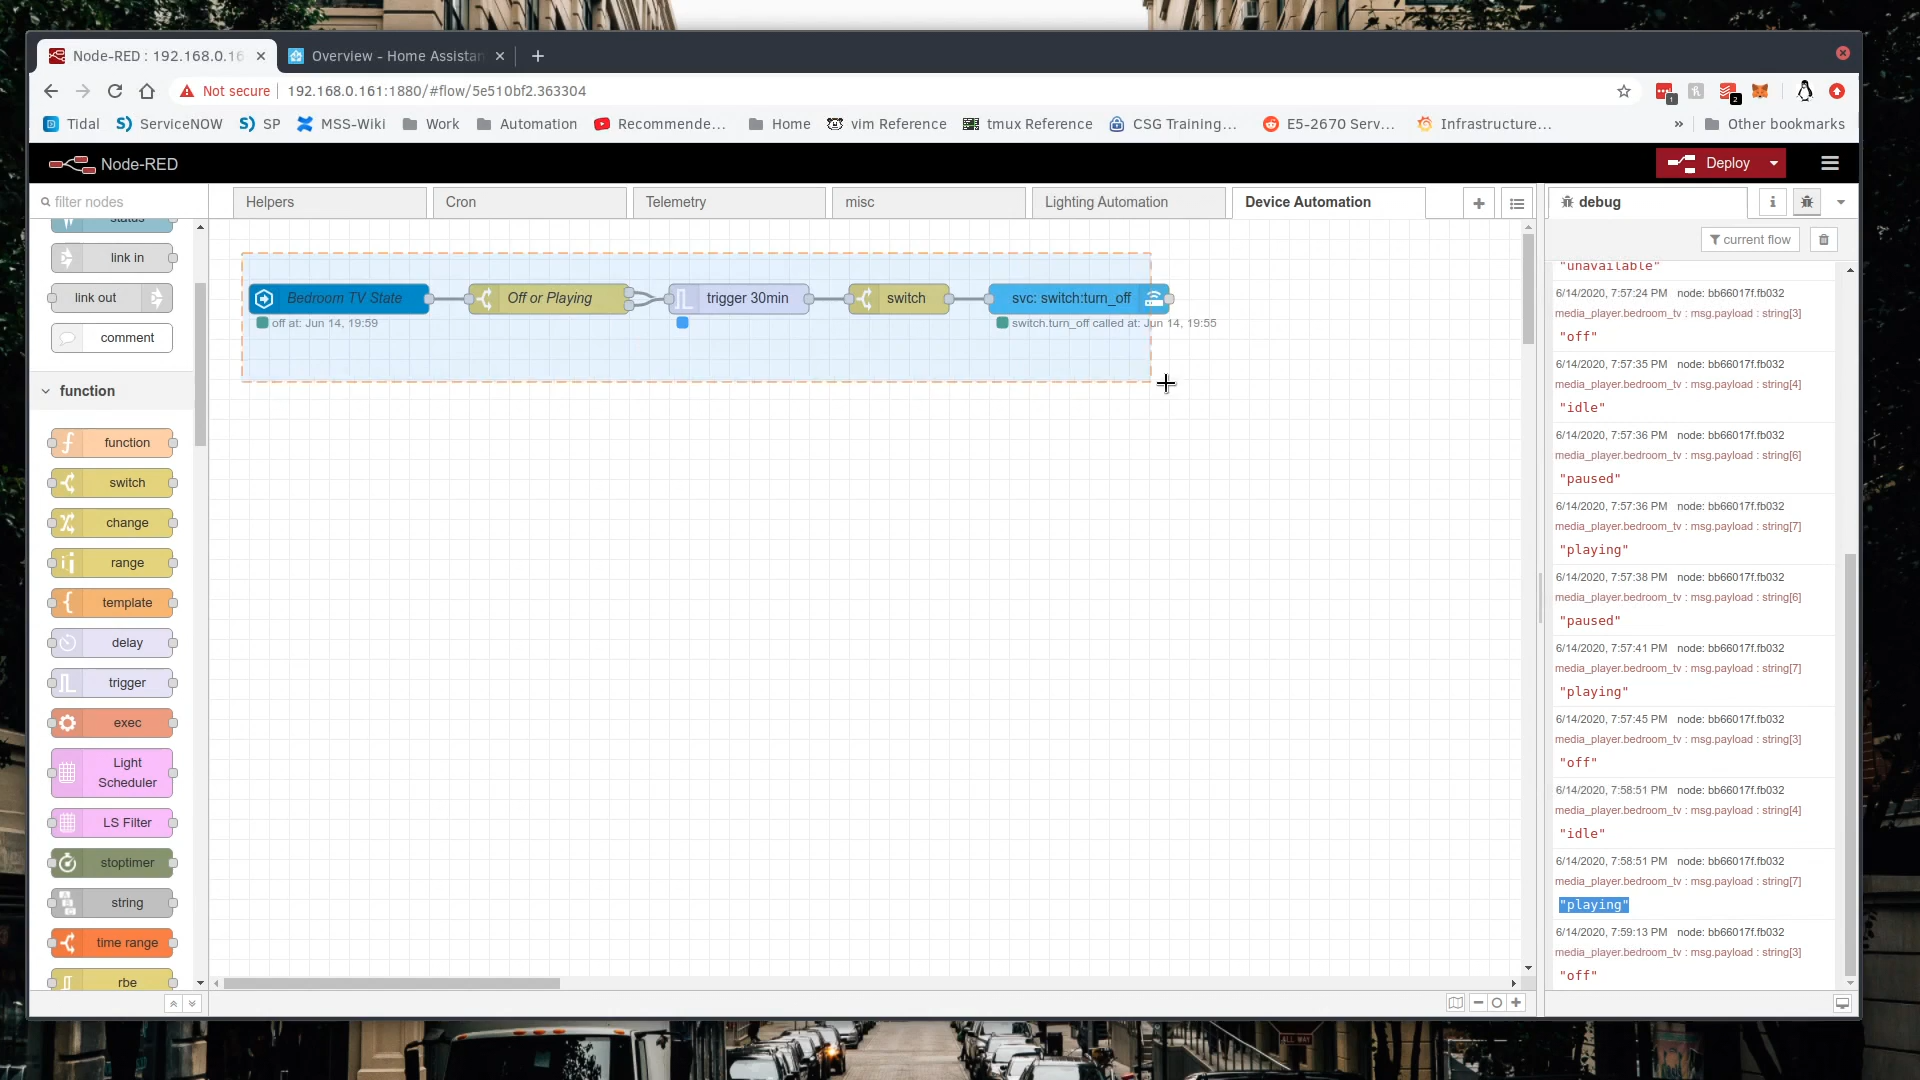 Node-RED : 192.168.0.16
Overview - Home Assistan
Not secure
192.168.0.161:1880/#flow/5e510bf2.363304
1
2
Tidal
ServiceNOW
SP
MSS-Wiki
Work
Automation
Recommende...
Home
vim Reference
tmux Reference
CSG Training...
E5-2670 Serv...
Infrastructure...
»
Other bookmarks
Node-RED
Deploy
filter nodes
Helpers
Cron
Telemetry
misc
Lighting Automation
Device Automation
debug
current flow
status
link in
link out
comment
function
function
switch
change
range
template
delay
trigger
exec
Light
Scheduler
LS Filter
stoptimer
string
time range
rbe
Bedroom TV State
off at: Jun 14, 19:59
Off or Playing
trigger 30min
switch
svc: switch:turn_off
switch.turn_off called at: Jun 14, 19:55
"unavailable"
6/14/2020, 7:57:24 PM node: bb66017f.fb032
media_player.bedroom_tv : msg.payload : string[3]
"off"
6/14/2020, 7:57:35 PM node: bb66017f.fb032
media_player.bedroom_tv : msg.payload : string[4]
"idle"
6/14/2020, 7:57:36 PM node: bb66017f.fb032
media_player.bedroom_tv : msg.payload : string[6]
"paused"
6/14/2020, 7:57:36 PM node: bb66017f.fb032
media_player.bedroom_tv : msg.payload : string[7]
"playing"
6/14/2020, 7:57:38 PM node: bb66017f.fb032
media_player.bedroom_tv : msg.payload : string[6]
"paused"
6/14/2020, 7:57:41 PM node: bb66017f.fb032
media_player.bedroom_tv : msg.payload : string[7]
"playing"
6/14/2020, 7:57:45 PM node: bb66017f.fb032
media_player.bedroom_tv : msg.payload : string[3]
"off"
6/14/2020, 7:58:51 PM node: bb66017f.fb032
media_player.bedroom_tv : msg.payload : string[4]
"idle"
6/14/2020, 7:58:51 PM node: bb66017f.fb032
media_player.bedroom_tv : msg.payload : string[7]
"playing"
6/14/2020, 7:59:13 PM node: bb66017f.fb032
media_player.bedroom_tv : msg.payload : string[3]
"off"
ALL WAY